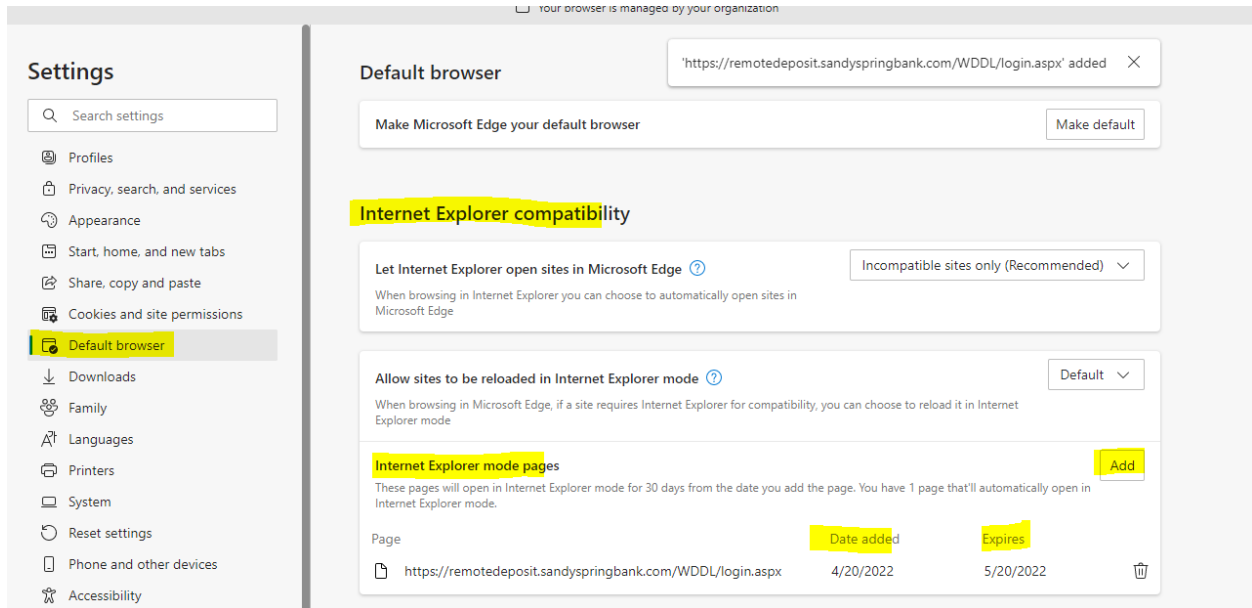 Your browser is managed by your organization
Settings
Search settings
Profiles
Privacy, search, and services
Appearance
Start, home, and new tabs
Share, copy and paste
Cookies and site permissions
Default browser
Downloads
Family
Languages
Printers
System
Reset settings
Phone and other devices
Accessibility
'https://remotedeposit.sandyspringbank.com/WDDL/login.aspx' added
Default browser
Make Microsoft Edge your default browser
Make default
Internet Explorer compatibility
Let Internet Explorer open sites in Microsoft Edge
Incompatible sites only (Recommended)
When browsing in Internet Explorer you can choose to automatically open sites in
Microsoft Edge
Allow sites to be reloaded in Internet Explorer mode
Default
When browsing in Microsoft Edge, if a site requires Internet Explorer for compatibility, you can choose to reload it in Internet
Explorer mode
Internet Explorer mode pages
Add
These pages will open in Internet Explorer mode for 30 days from the date you add the page. You have 1 page that'll automatically open in
Internet Explorer mode.
Page Date added Expires
https://remotedeposit.sandyspringbank.com/WDDL/login.aspx 4/20/2022 5/20/2022